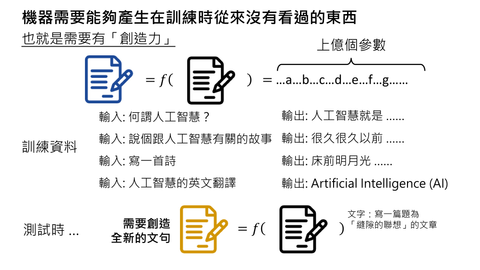 機器需要能夠產生在訓練時從來沒有看過的東西
也就是需要有「創造力」
上億個參數
= f( ) = …a…b…c…d…e…f…g……
輸入: 何謂人工智慧？ 輸出: 人工智慧就是 ……
訓練資料
輸入: 說個跟人工智慧有關的故事 輸出: 很久很久以前 ……
輸入: 寫一首詩 輸出: 床前明月光 ……
輸入: 人工智慧的英文翻譯 輸出: Artificial Intelligence (AI)
測試時 …
需要創造
全新的文句
= f( )
文字：寫一篇題為
「縫隙的聯想」的文章